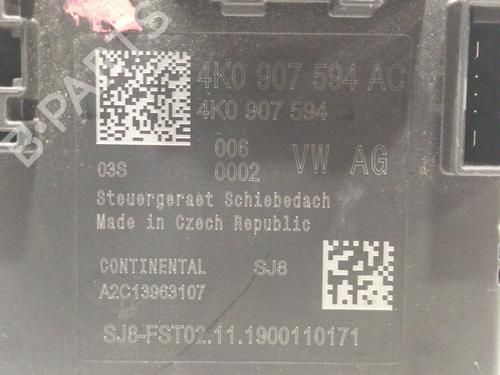 4K0 907 594 AC
4K0 907 594
006
03S 0002 VW AG
Steuergeraet Schiebedach
Made in Czech Republic
CONTINENTAL SJ8
A2C13963107
SJ8-FST02.11.1900110171
B-PARTS